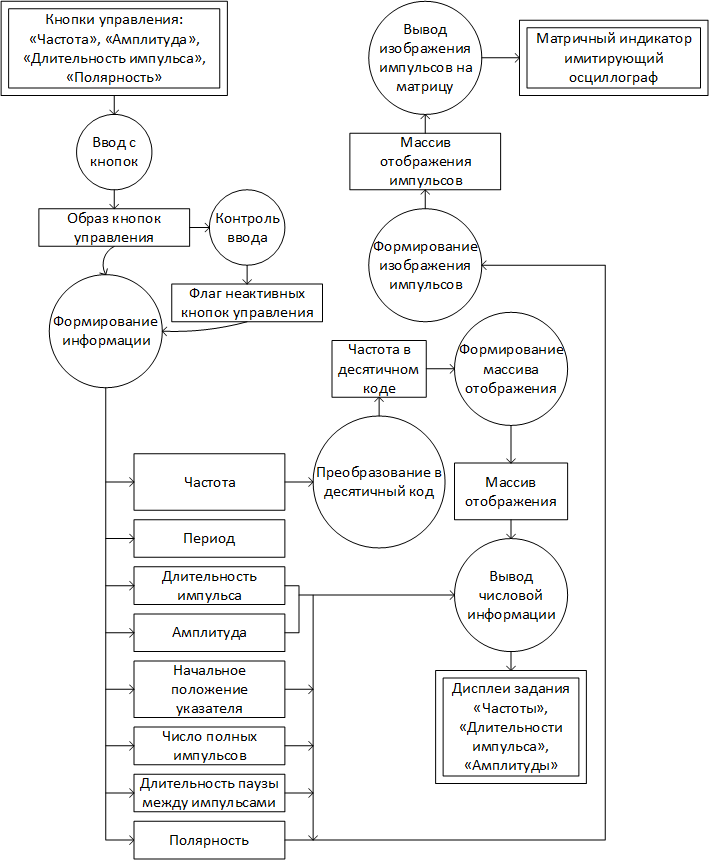 Кнопки управления:
«Частота», «Амплитуда»,
«Длительность импульса»,
«Полярность»
Ввод с
кнопок
Образ кнопок
управления
Контроль
ввода
Флаг неактивных
кнопок управления
Формирование
информации
Вывод
изображения
импульсов на
матрицу
Матричный индикатор
имитирующий
осциллограф
Массив
отображения
импульсов
Формирование
изображения
импульсов
Частота в
десятичном
коде
Формирование
массива
отображения
Частота
Преобразование в
десятичный код
Массив
отображения
Период
Длительность
импульса
Амплитуда
Вывод
числовой
информации
Начальное
положение
указателя
Число полных
импульсов
Длительность паузы
между импульсами
Полярность
Дисплеи задания
«Частоты»,
«Длительности
импульса»,
«Амплитуды»